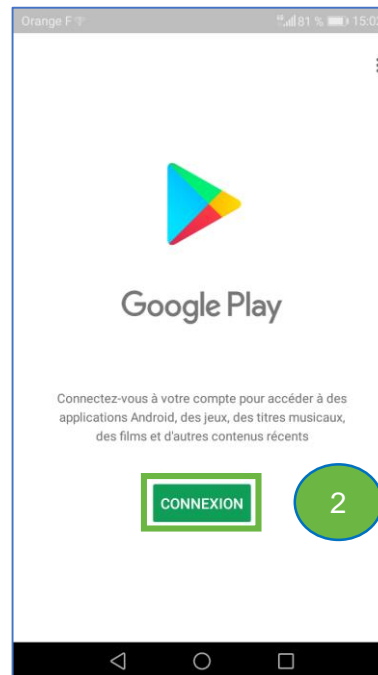 Orange F 81 % 15:03
Google Play
Connectez-vous à votre compte pour accéder à des
applications Android, des jeux, des titres musicaux,
des films et d'autres contenus récents
CONNEXION
2